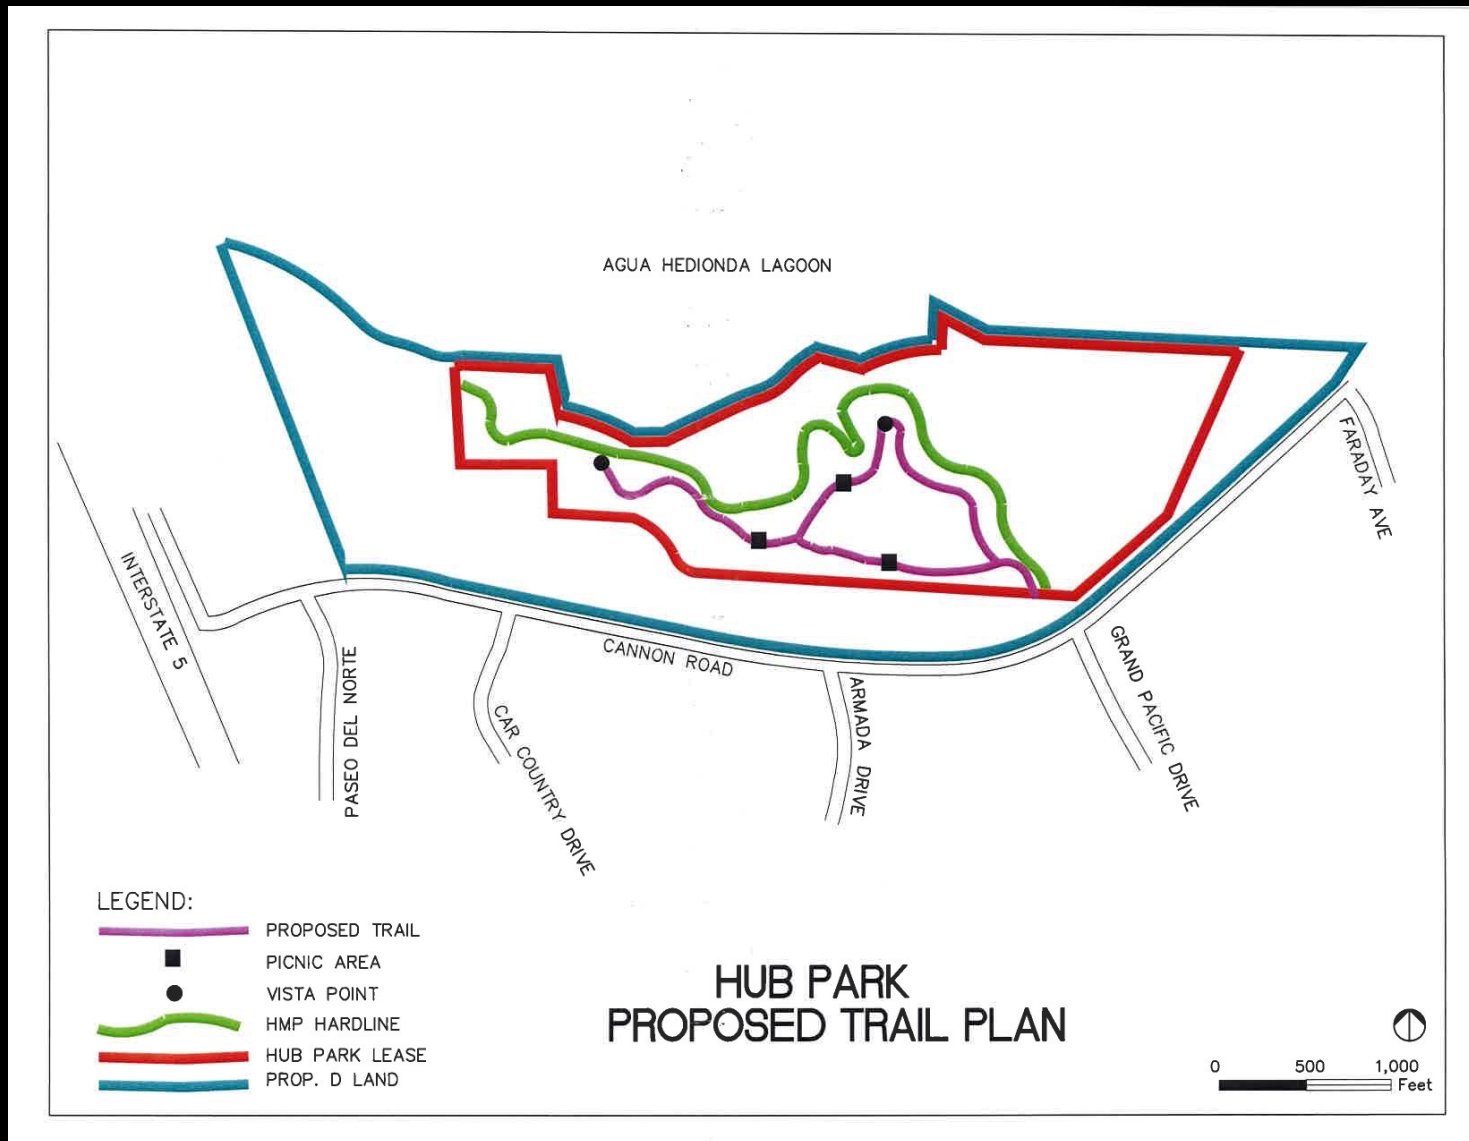 AGUA HEDIONDA LAGOON
FARADAY AVE
INTERSTATE 5
PASEO DEL NORTE
CAR COUNTRY DRIVE
CANNON ROAD
ARMADA DRIVE
GRAND PACIFIC DRIVE
LEGEND:
PROPOSED TRAIL
PICNIC AREA
VISTA POINT
HMP HARDLINE
HUB PARK LEASE
PROP. D LAND
HUB PARK
PROPOSED TRAIL PLAN
0 500 1,000
Feet